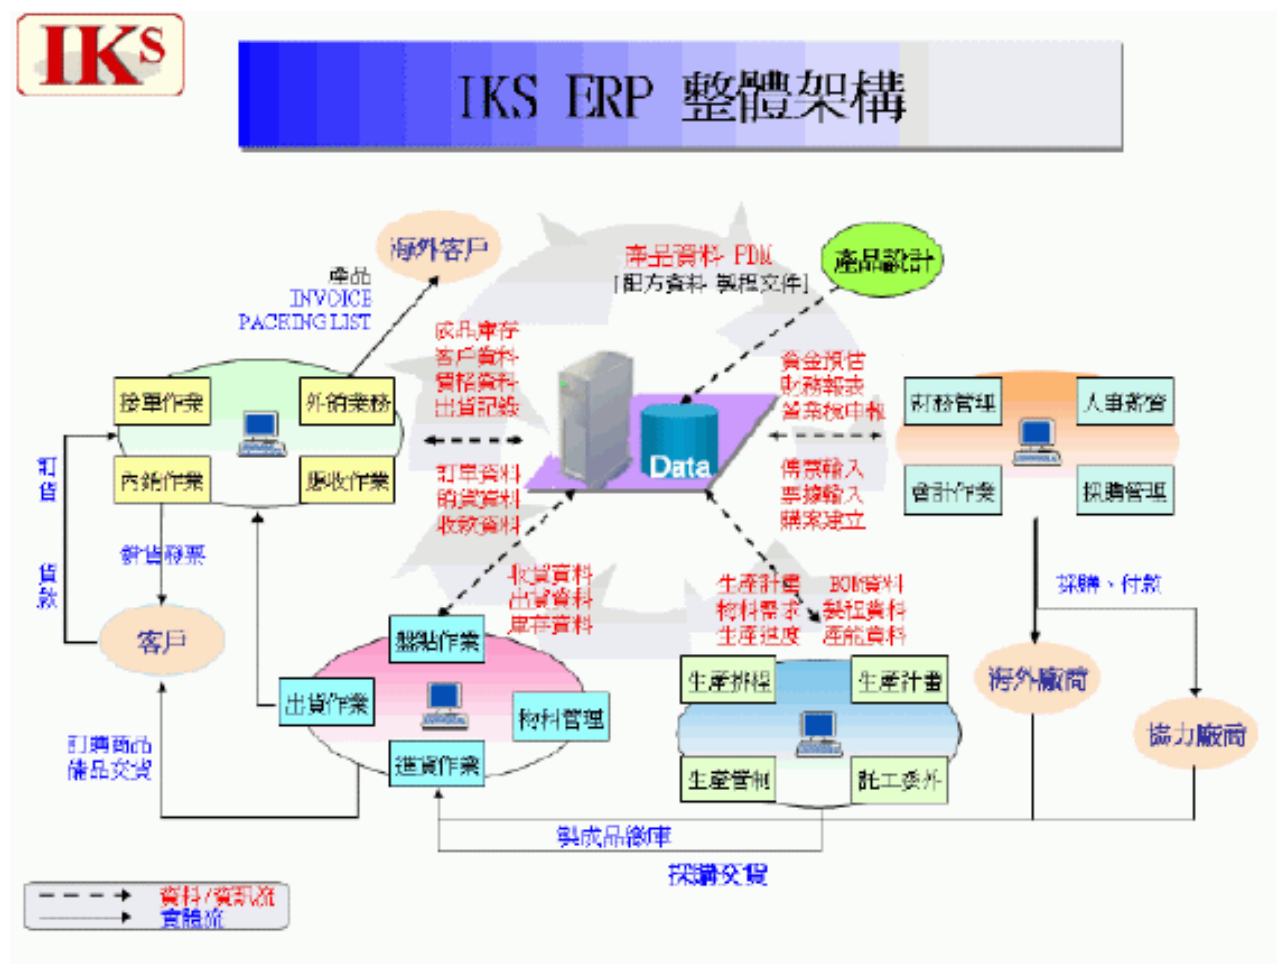 IKS
IKS ERP 整體架構
海外客戶
產品
INVOICE
PACKING LIST
產品資料 PDM
[配方資料 製程文件]
產品設計
成品庫存
客戶資料
價格資料
出貨記錄
資金預估
財務報表
營業稅申報
接單作業
外銷業務
內銷作業
應收作業
Data
財務管理
人事薪資
會計作業
採購管理
訂貨
貨款
訂單資料
銷貨資料
收款資料
傳票輸入
票據輸入
購案建立
銷貨發票
客戶
收貨資料
出貨資料
庫存資料
生產計畫
物料需求
生產進度
BOM資料
製程資料
產能資料
採購、付款
盤點作業
出貨作業
物料管理
進貨作業
生產排程
生產計畫
生產管制
託工委外
海外廠商
協力廠商
訂購商品
備品交貨
製成品繳庫
採購交貨
資料/資訊流
實體流